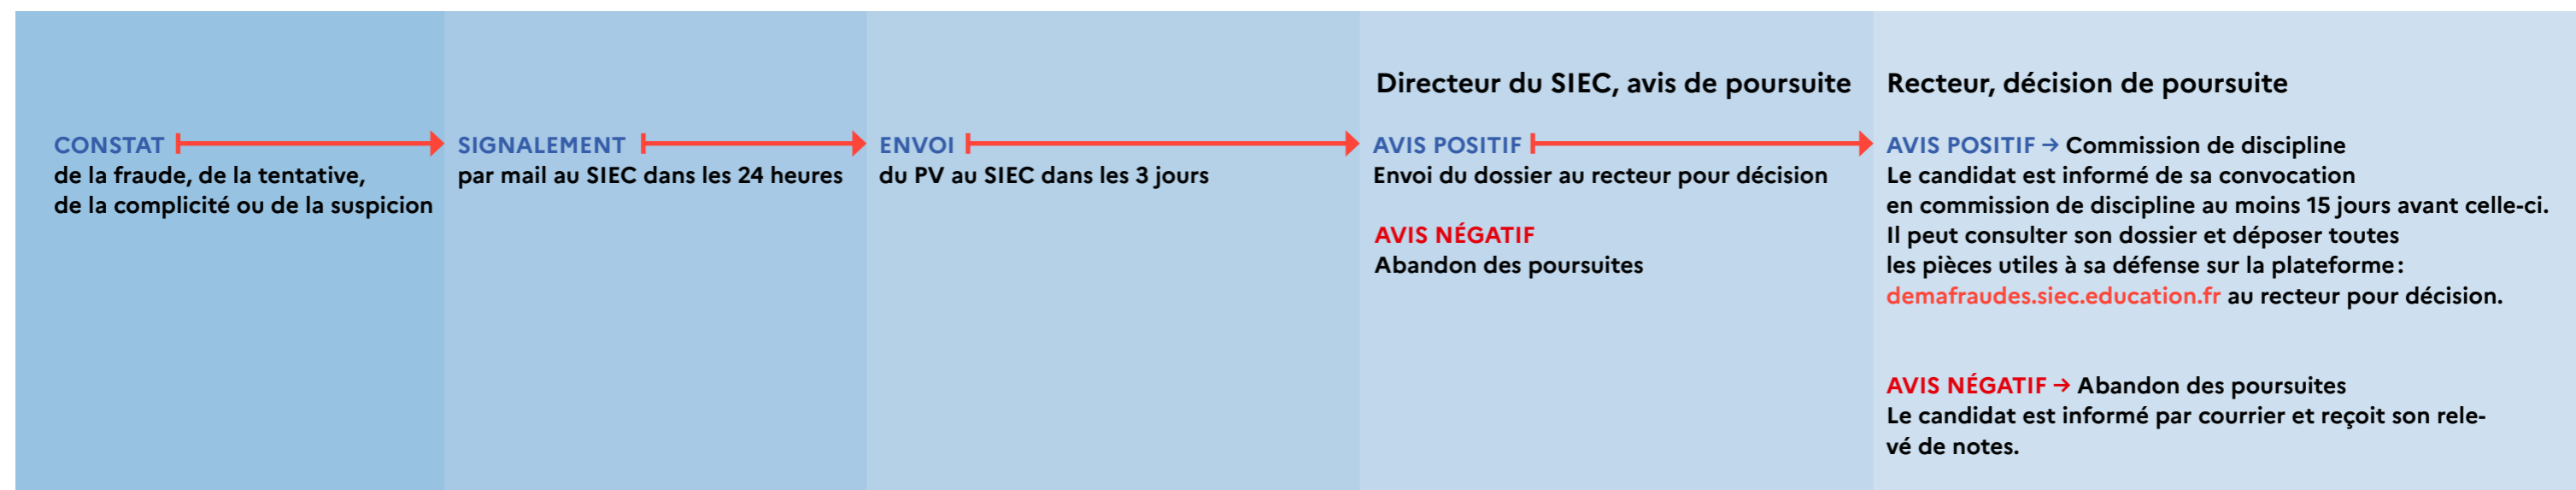 CONSTAT
de la fraude, de la tentative,
de la complicité ou de la suspicion
SIGNALEMENT
par mail au SIEC dans les 24 heures
ENVOI
du PV au SIEC dans les 3 jours
Directeur du SIEC, avis de poursuite
AVIS POSITIF
Envoi du dossier au recteur pour décision
AVIS NÉGATIF
Abandon des poursuites
Recteur, décision de poursuite
AVIS POSITIF → Commission de discipline
Le candidat est informé de sa convocation
en commission de discipline au moins 15 jours avant celle-ci.
Il peut consulter son dossier et déposer toutes
les pièces utiles à sa défense sur la plateforme :
demafraudes.siec.education.fr au recteur pour décision.
AVIS NÉGATIF → Abandon des poursuites
Le candidat est informé par courrier et reçoit son rele-
vé de notes.